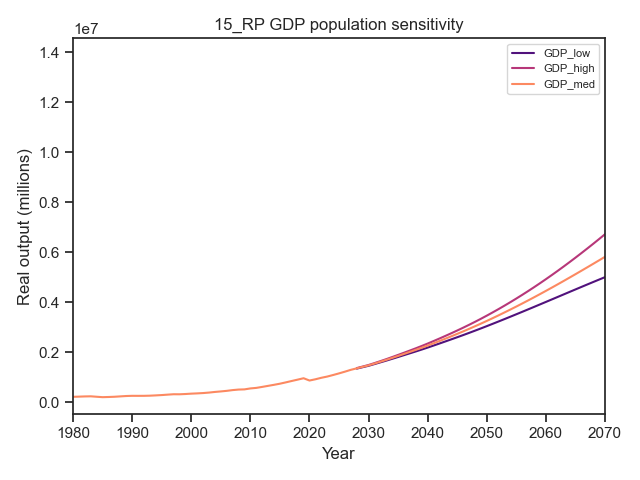 15_RP GDP population sensitivity
1e7
GDP_low
GDP_high
GDP_med
Real output (millions)
1.4
1.2
1.0
0.8
0.6
0.4
0.2
0.0
1980 1990 2000 2010 2020 2030 2040 2050 2060 2070
Year